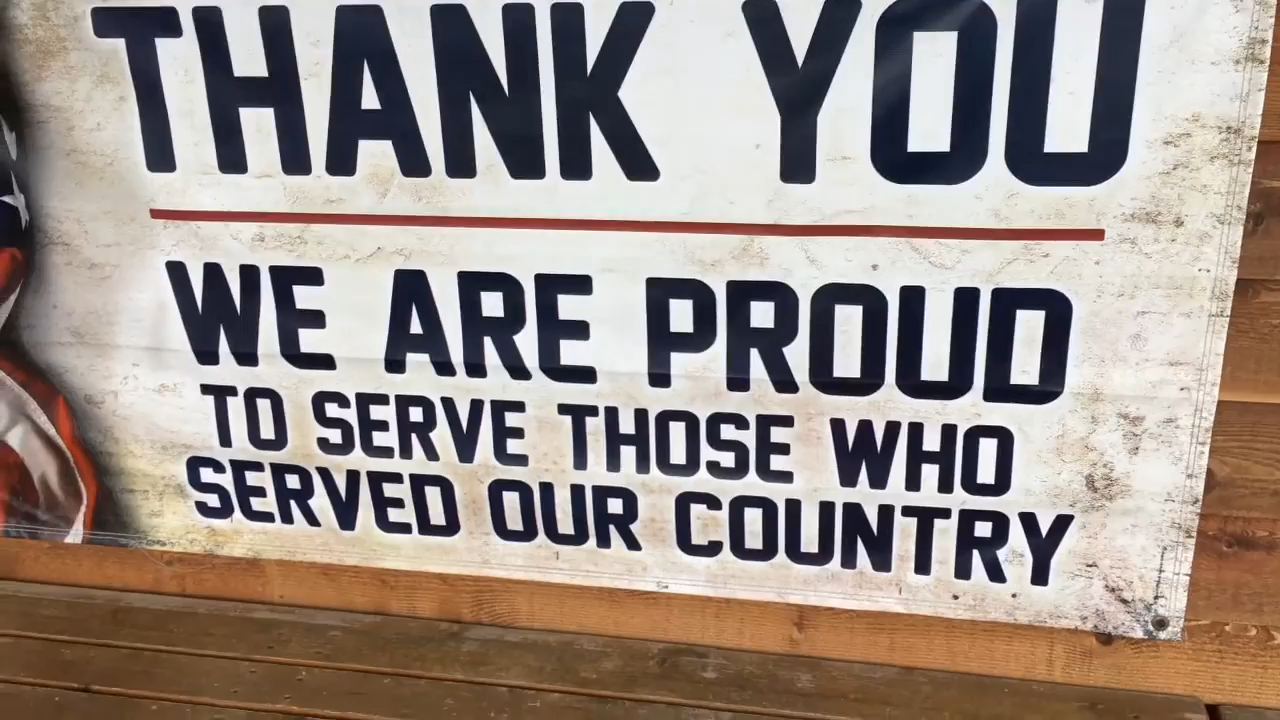 THANK YOU
WE ARE PROUD
TO SERVE THOSE WHO
SERVED OUR COUNTRY